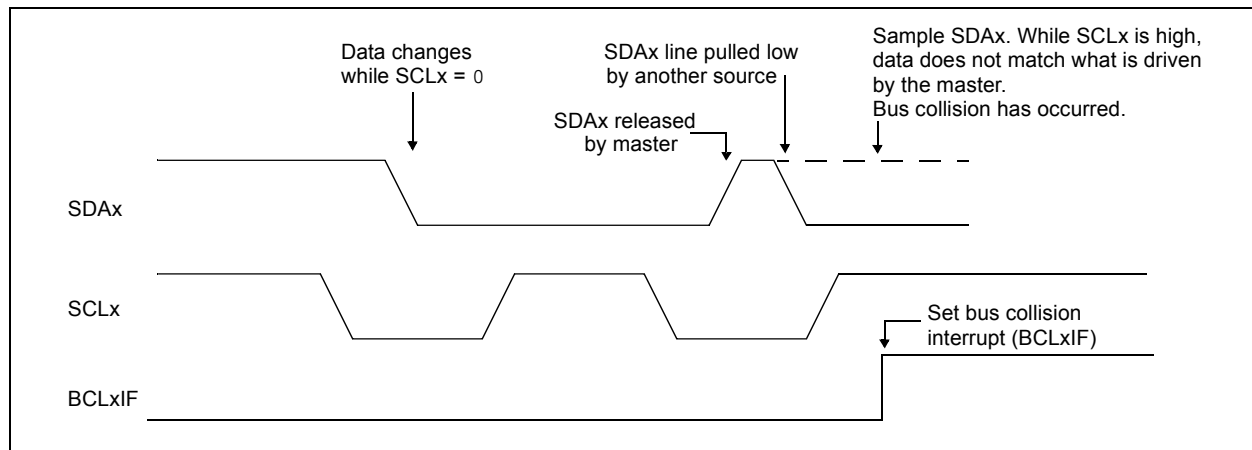 Data changes
while SCLx = 0
SDAx line pulled low
by another source
Sample SDAx. While SCLx is high,
data does not match what is driven
by the master.
Bus collision has occurred.
SDAx released
by master
SDAx
SCLx
Set bus collision
interrupt (BCLxIF)
BCLxIF